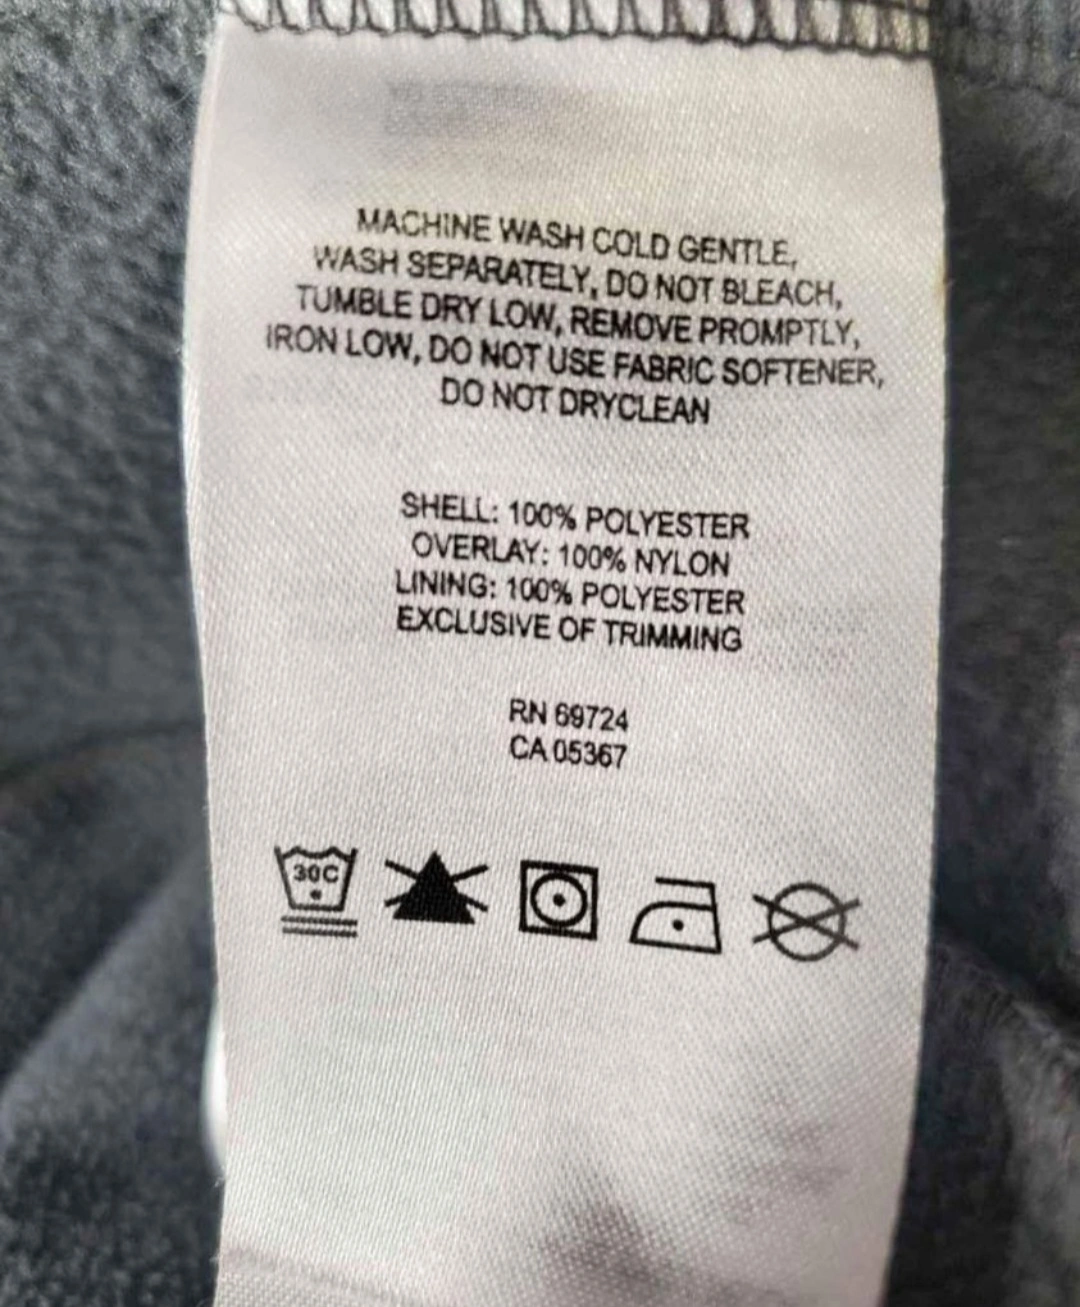 MACHINE WASH COLD GENTLE,
WASH SEPARATELY, DO NOT BLEACH,
TUMBLE DRY LOW, REMOVE PROMPTLY,
IRON LOW, DO NOT USE FABRIC SOFTENER,
DO NOT DRYCLEAN
SHELL: 100% POLYESTER
OVERLAY: 100% NYLON
LINING: 100% POLYESTER
EXCLUSIVE OF TRIMMING
RN 69724
CA 05367
30C